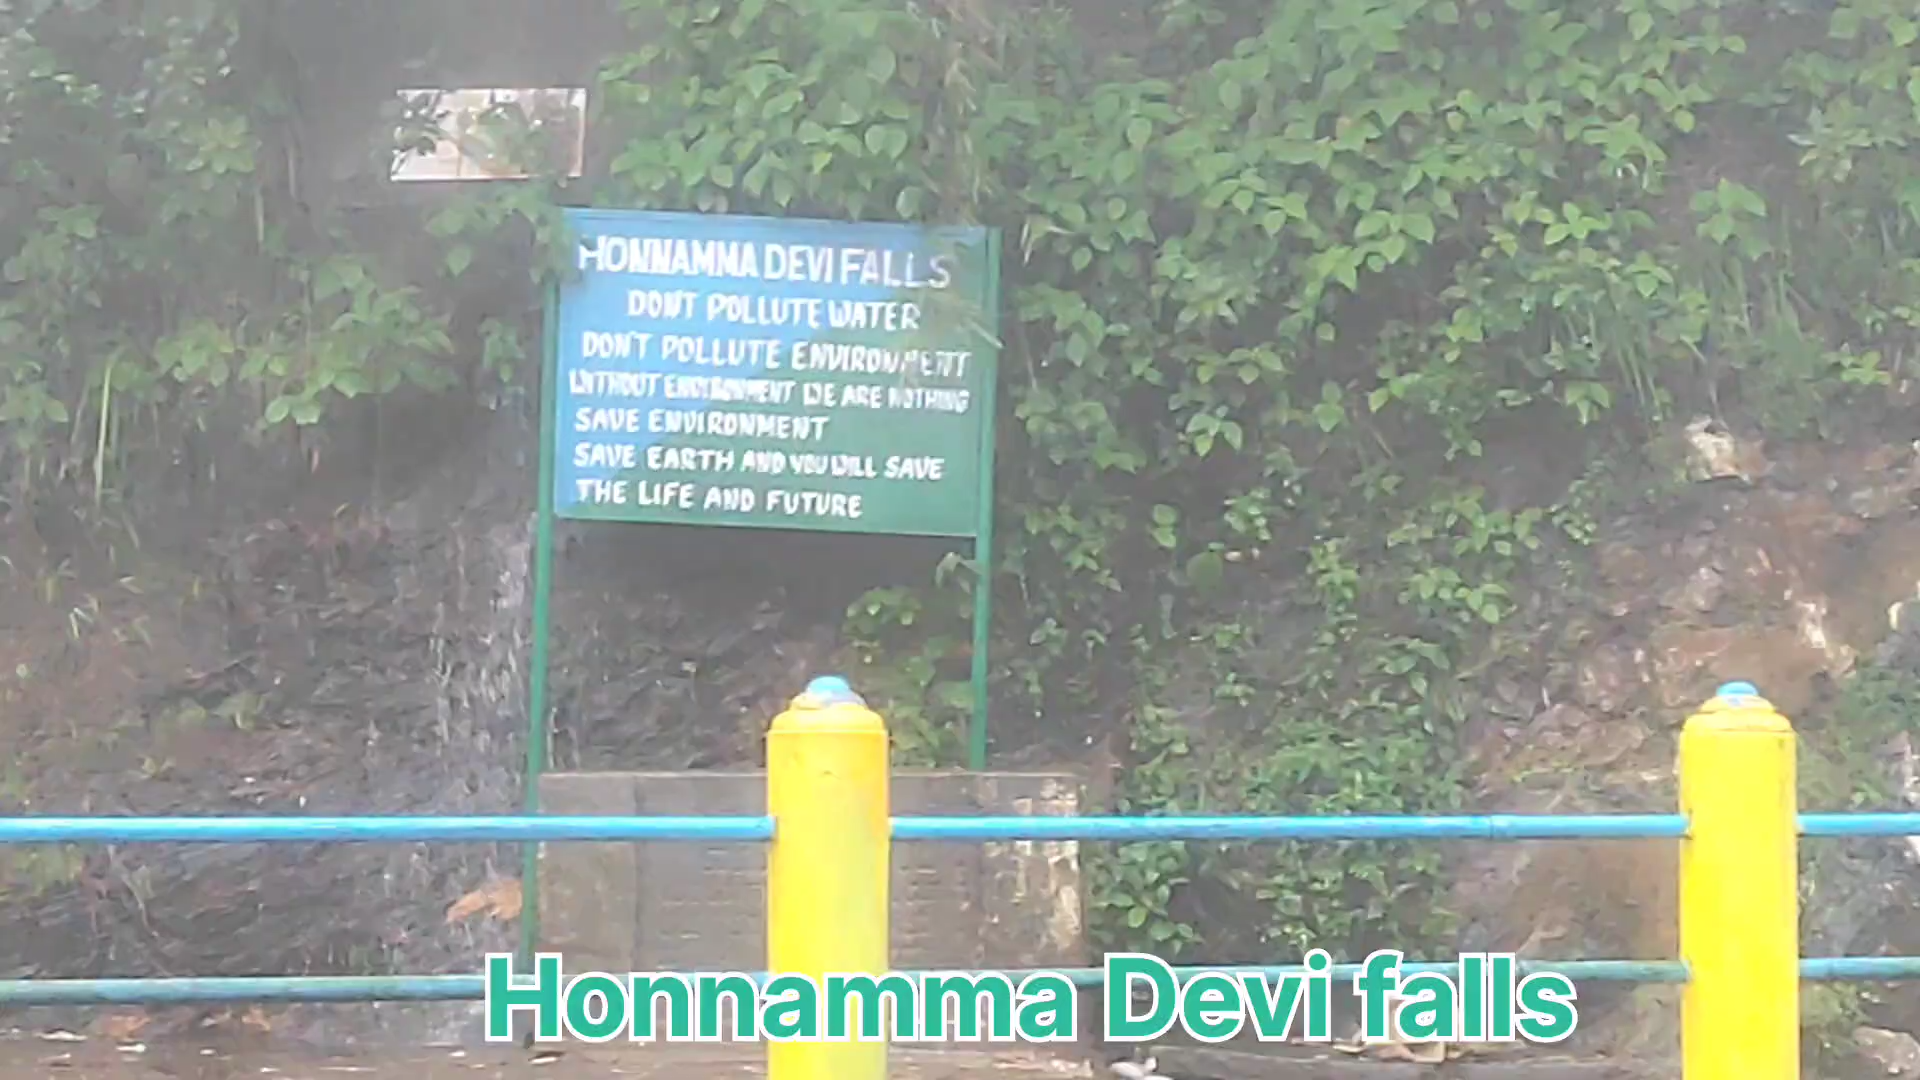 HONNAMMA DEVI FALLS
DONT POLLUTE WATER
DON'T POLLUTE ENVIRONMENT
WITHOUT ENVIRONMENT WE ARE NOTHING
SAVE ENVIRONMENT
SAVE EARTH AND YOU WILL SAVE
THE LIFE AND FUTURE
Honnamma Devi falls